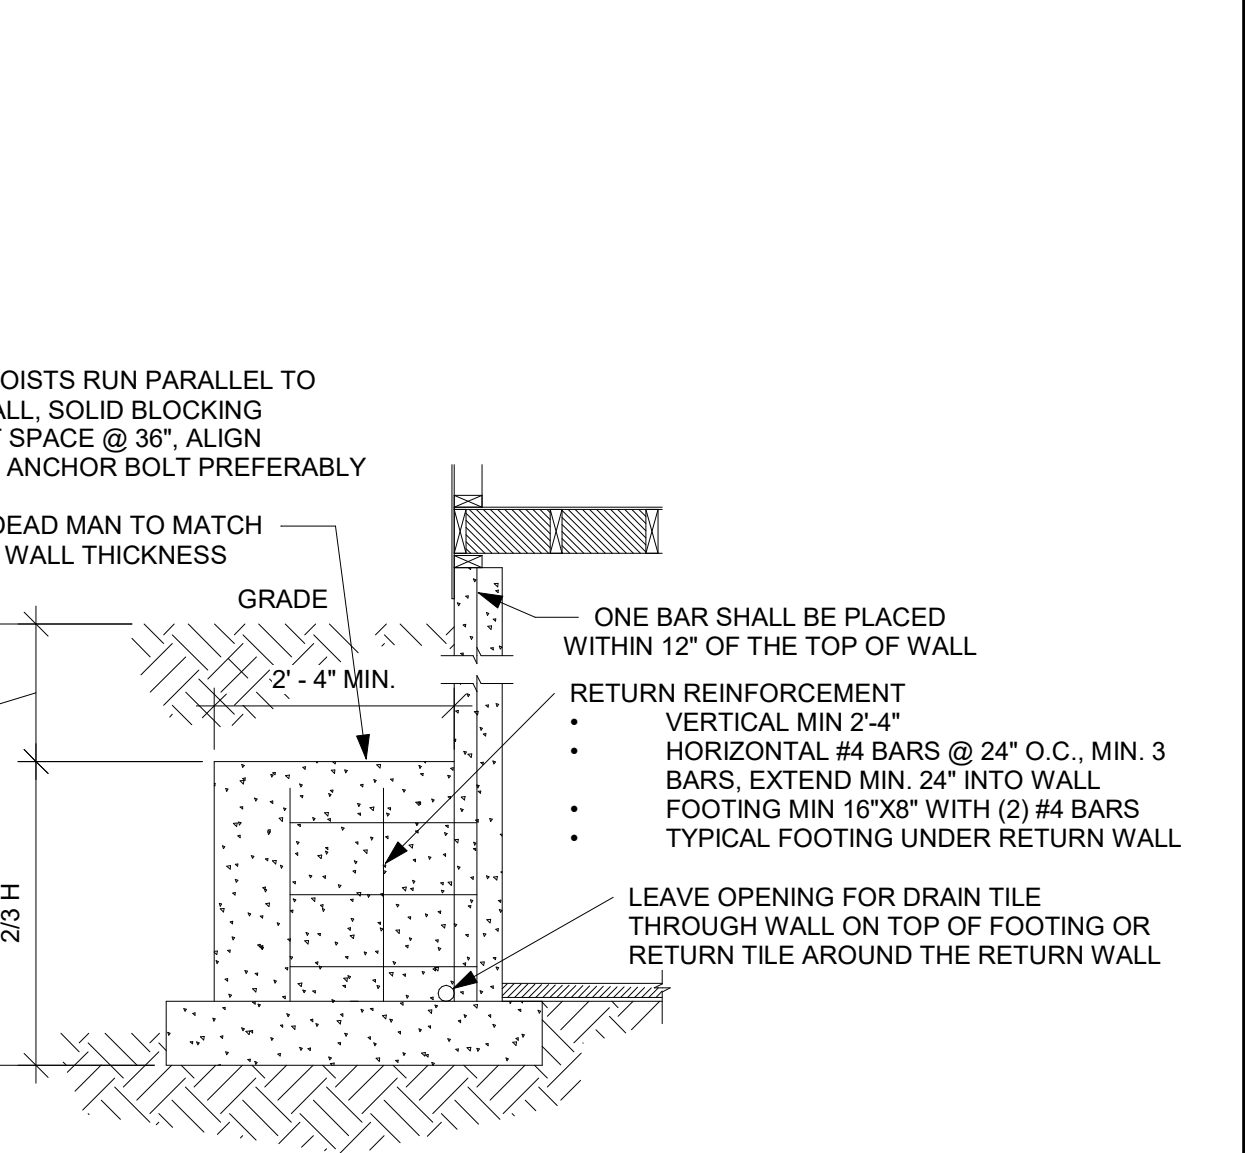 OISTS RUN PARALLEL TO
ALL, SOLID BLOCKING
T SPACE @ 36", ALIGN
ANCHOR BOLT PREFERABLY
DEAD MAN TO MATCH
WALL THICKNESS
GRADE
2' - 4" MIN.
2/3 H
ONE BAR SHALL BE PLACED
WITHIN 12" OF THE TOP OF WALL
RETURN REINFORCEMENT
• VERTICAL MIN 2'-4"
• HORIZONTAL #4 BARS @ 24" O.C., MIN. 3
BARS, EXTEND MIN. 24" INTO WALL
• FOOTING MIN 16"X8" WITH (2) #4 BARS
• TYPICAL FOOTING UNDER RETURN WALL
LEAVE OPENING FOR DRAIN TILE
THROUGH WALL ON TOP OF FOOTING OR
RETURN TILE AROUND THE RETURN WALL